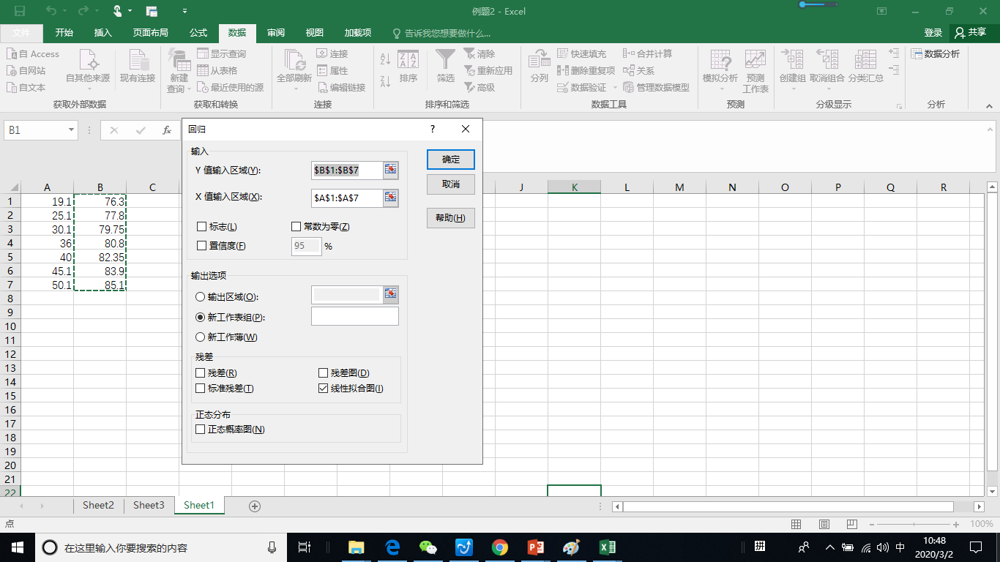 例题2 - Excel
文件 开始 插入 页面布局 公式 数据 审阅 视图 加载项 告诉我您想要做什么... 登录 共享
自 Access
自网站
自文本
自其他来源
现有连接
获取外部数据
新建
查询
显示查询
从表格
最近使用的源
获取和转换
全部刷新
连接
属性
编辑链接
连接
排序
筛选
清除
重新应用
高级
排序和筛选
分列
快速填充
删除重复项
数据验证
合并计算
关系
管理数据模型
数据工具
模拟分析
预测
工作表
预测
创建组
取消组合
分类汇总
分级显示
数据分析
分析
B1
fx
A B C J K L M N O P Q R
1 19.1 76.3
2 25.1 77.8
3 30.1 79.75
4 36 80.8
5 40 82.35
6 45.1 83.9
7 50.1 85.1
8
9
10
11
12
13
14
15
16
17
18
19
20
21
22
回归 ?
输入
Y 值输入区域(Y): $B$1:$B$7
X 值输入区域(X): $A$1:$A$7
标志(L) 常数为零(Z)
置信度(F) 95 %
输出选项
输出区域(O):
新工作表组(P):
新工作薄(W)
残差
残差(R) 残差图(D)
标准残差(T) 线性拟合图(I)
正态分布
正态概率图(N)
确定
取消
帮助(H)
Sheet2 Sheet3 Sheet1
点 100%
在这里输入你要搜索的内容
中
10:48
2020/3/2